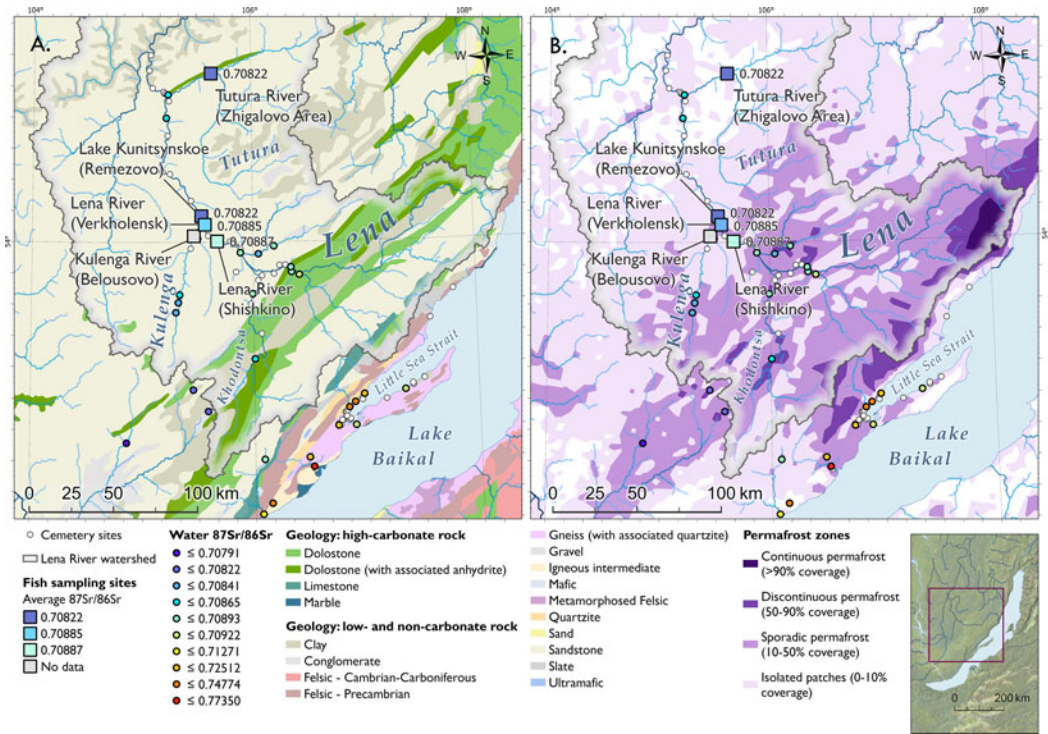 104°
106°
108°
A.
N
W E
S
0.70822
Tutura River
(Zhigalovo Area)
Lake Kunitsynskoe
(Remezovo)
Tutura
Lena River
(Verkholensk)
0.70822
0.70885
0.70887
54°
Kulenga River
(Belousovo)
Lena River
(Shishkino)
Lena
Kulenga
Khodontsa
Little Sea Strait
Lake
Baikal
0 25 50 100 km
104°
106°
108°
B.
N
W E
S
0.70822
Tutura River
(Zhigalovo Area)
Lake Kunitsynskoe
(Remezovo)
Tutura
Lena River
(Verkholensk)
0.70822
0.70885
0.70887
54°
Kulenga River
(Belousovo)
Lena River
(Shishkino)
Lena
Kulenga
Khodontsa
Little Sea Strait
Lake
Baikal
0 25 50 100 km
Cemetery sites
Lena River watershed
Fish sampling sites
Average 87Sr/86Sr
0.70822
0.70885
0.70887
No data
Water 87Sr/86Sr
≤ 0.70791
≤ 0.70822
≤ 0.70841
≤ 0.70865
≤ 0.70893
≤ 0.70922
≤ 0.71271
≤ 0.72512
≤ 0.74774
≤ 0.77350
Geology: high-carbonate rock
Dolostone
Dolostone (with associated anhydrite)
Limestone
Marble
Geology: low- and non-carbonate rock
Clay
Conglomerate
Felsic - Cambrian-Carboniferous
Felsic - Precambrian
Gneiss (with associated quartzite)
Gravel
Igneous intermediate
Mafic
Metamorphosed Felsic
Quartzite
Sand
Sandstone
Slate
Ultramafic
Permafrost zones
Continuous permafrost
(>90% coverage)
Discontinuous permafrost
(50-90% coverage)
Sporadic permafrost
(10-50% coverage)
Isolated patches (0-10%
coverage)
0 200 km